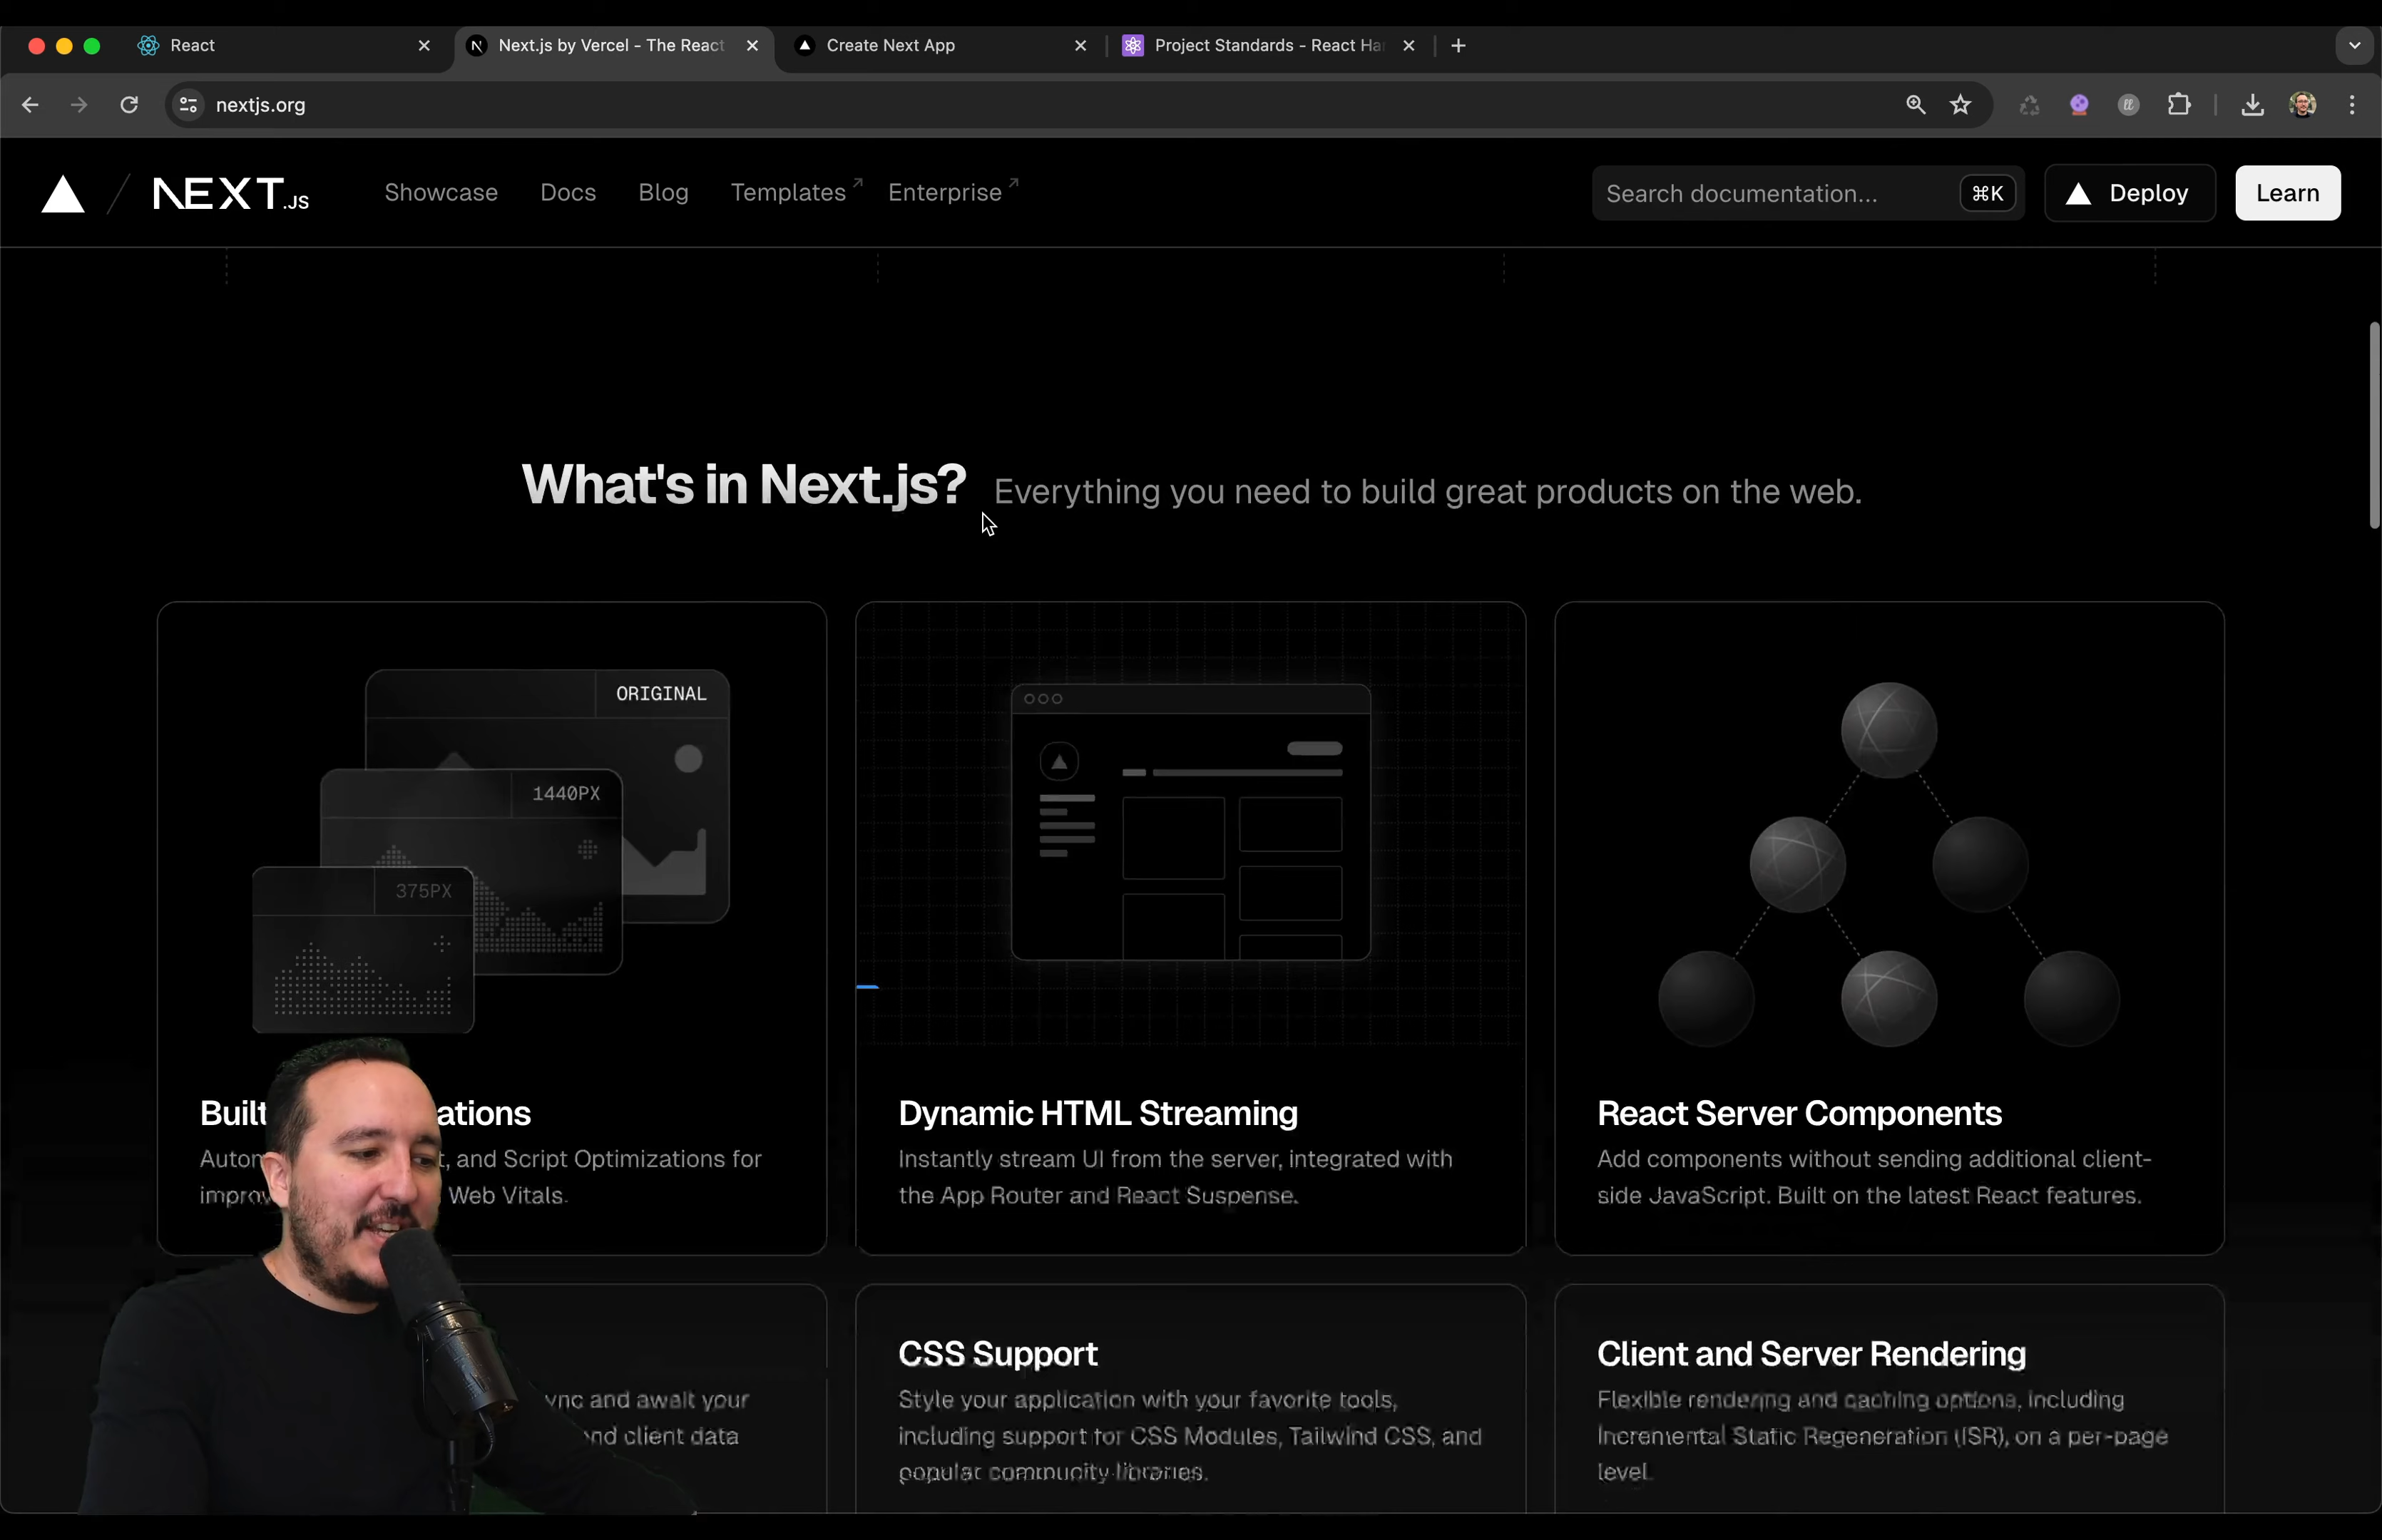 React
Next.js by Vercel - The React
Create Next App
Project Standards - React Ha
nextjs.org
NEXT.JS
Showcase
Docs
Blog
Templates
Enterprise
Search documentation...
⌘K
Deploy
Learn
What's in Next.js?
Everything you need to build great products on the web.
ORIGINAL
1440PX
375PX
Built ations
t, and Script Optimizations for
Web Vitals.
Dynamic HTML Streaming
Instantly stream UI from the server, integrated with
the App Router and React Suspense.
React Server Components
Add components without sending additional client-
side JavaScript. Built on the latest React features.
ync and await your
nd client data
CSS Support
Style your application with your favorite tools,
including support for CSS Modules, Tailwind CSS, and
popular community libraries.
Client and Server Rendering
Flexible rendering and caching options, including
Incremental Static Regeneration (ISR), on a per-page
level.